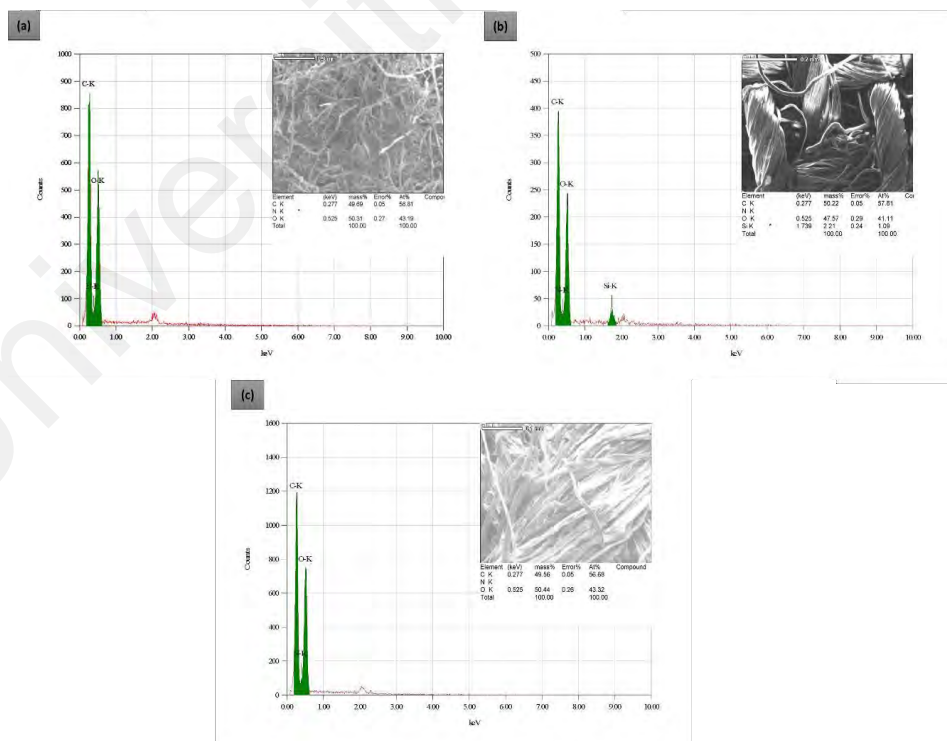 (a)
1000
900
800
700
600
500
400
300
200
100
0
Counts
C-K
O-K
0.00 1.00 2.00 3.00 4.00 5.00 6.00 7.00 8.00 9.00 10.00
keV
Element (keV) mass% Error% At% Compo
C K 0.277 49.69 0.05 56.81
N K *
O K 0.525 50.31 0.27 43.19
Total 100.00 100.00
(b)
500
450
400
350
300
250
200
150
100
50
0
Counts
C-K
O-K
Si-K
0.2 mm
0.00 1.00 2.00 3.00 4.00 5.00 6.00 7.00 8.00 9.00 10.00
keV
Element (keV) mass% Error% At% Co
C K 0.277 50.22 0.05 57.81
N K
O K 0.525 47.57 0.29 41.11
Si K * 1.739 2.21 0.24 1.09
Total 100.00 100.00
(c)
1600
1400
1200
1000
800
600
400
200
0
Counts
C-K
O-K
0.00 1.00 2.00 3.00 4.00 5.00 6.00 7.00 8.00 9.00 10.00
keV
Element (keV) mass% Error% At% Compound
C K 0.277 49.56 0.05 56.68
N K
O K 0.525 50.44 0.26 43.32
Total 100.00 100.00